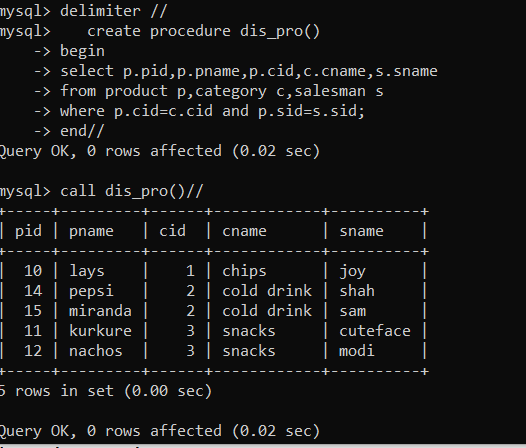 mysql> delimiter //
mysql>    create procedure dis_pro()
    -> begin
    -> select p.pid,p.pname,p.cid,c.cname,s.sname
    -> from product p,category c,salesman s
    -> where p.cid=c.cid and p.sid=s.sid;
    -> end//
Query OK, 0 rows affected (0.02 sec)

mysql> call dis_pro()//
+-----+---------+------+------------+----------+
| pid | pname   | cid  | cname      | sname    |
+-----+---------+------+------------+----------+
|  10 | lays    |    1 | chips      | joy      |
|  14 | pepsi   |    2 | cold drink | shah     |
|  15 | miranda |    2 | cold drink | sam      |
|  11 | kurkure |    3 | snacks     | cuteface |
|  12 | nachos  |    3 | snacks     | modi     |
+-----+---------+------+------------+----------+
5 rows in set (0.00 sec)

Query OK, 0 rows affected (0.02 sec)